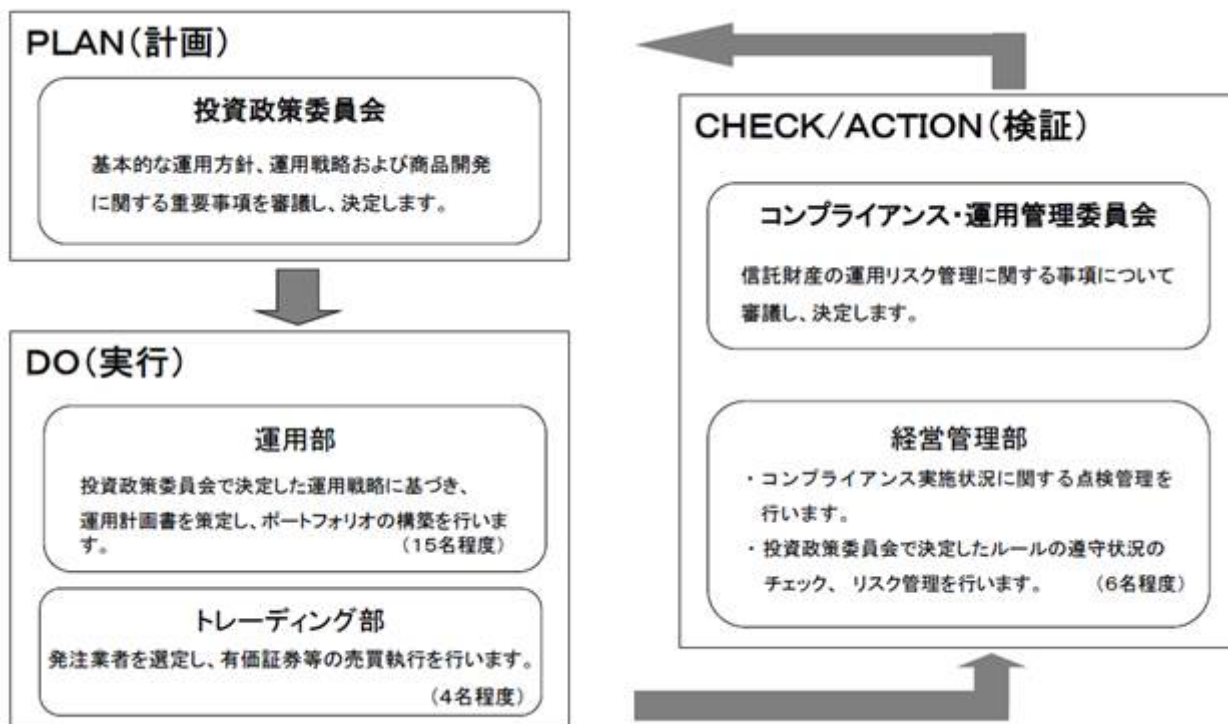 PLAN(計画)
投資政策委員会
基本的な運用方針、運用戦略および商品開発
に関する重要事項を審議し、決定します。
DO(実行)
運用部
投資政策委員会で決定した運用戦略に基づき、
運用計画書を策定し、ポートフォリオの構築を行いま
す。 (15名程度)
トレーディング部
発注業者を選定し、有価証券等の売買執行を行います。
(4名程度)
CHECK/ACTION(検証)
コンプライアンス・運用管理委員会
信託財産の運用リスク管理に関する事項について
審議し、決定します。
経営管理部
・コンプライアンス実施状況に関する点検管理を
行います。
・投資政策委員会で決定したルールの遵守状況の
チェック、 リスク管理を行います。 (6名程度)